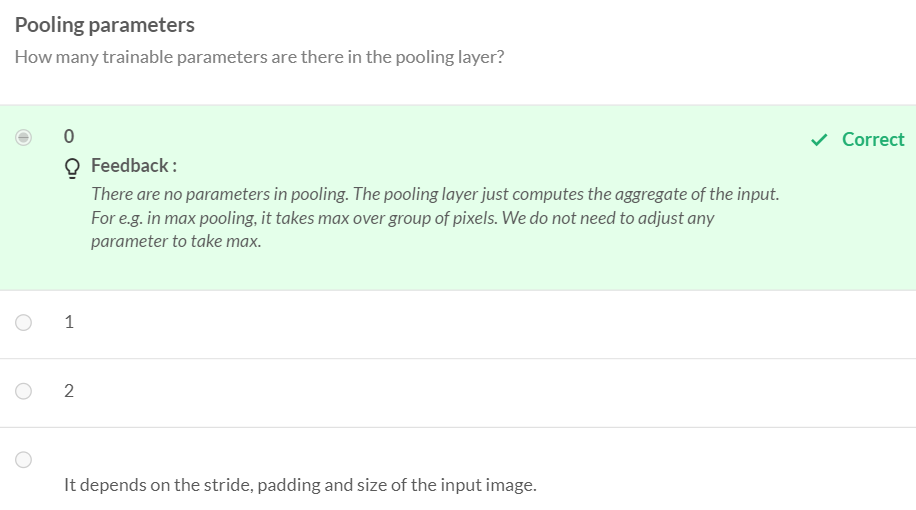 Pooling parameters
How many trainable parameters are there in the pooling layer?
0
Correct
Feedback :
There are no parameters in pooling. The pooling layer just computes the aggregate of the input.
For e.g. in max pooling, it takes max over group of pixels. We do not need to adjust any
parameter to take max.
1
2
It depends on the stride, padding and size of the input image.